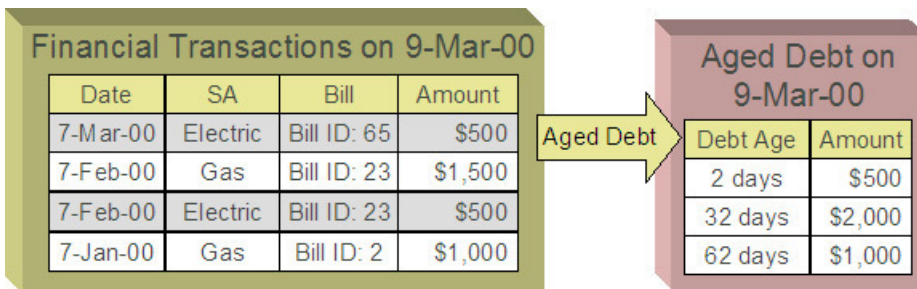 Financial Transactions on 9-Mar-00
Date SA Bill Amount
7-Mar-00 Electric Bill ID: 65 $500
7-Feb-00 Gas Bill ID: 23 $1,500
7-Feb-00 Electric Bill ID: 23 $500
7-Jan-00 Gas Bill ID: 2 $1,000
Aged Debt
Aged Debt on
9-Mar-00
Debt Age Amount
2 days $500
32 days $2,000
62 days $1,000